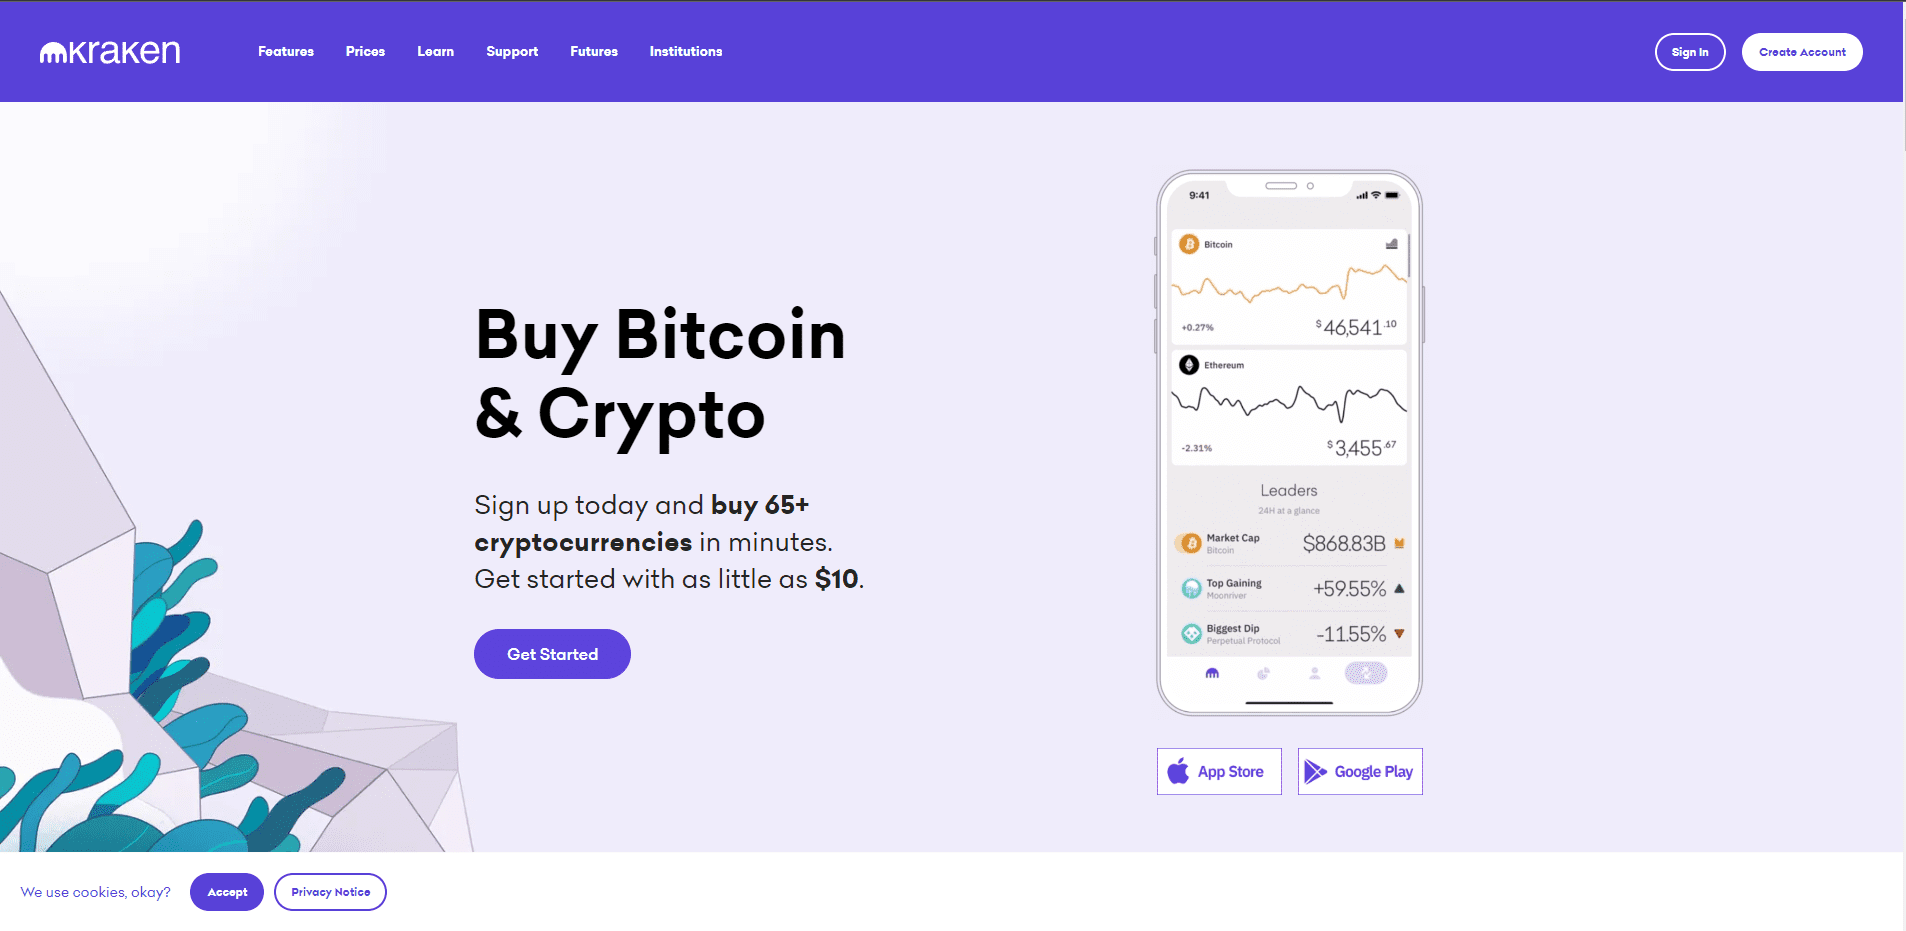 kraken
Features Prices Learn Support Futures Institutions
Sign In
Create Account
Buy Bitcoin
& Crypto
Sign up today and buy 65+
cryptocurrencies in minutes.
Get started with as little as $10.
Get Started
9:41
Bitcoin
+0.27%
$46,541.10
Ethereum
-2.31%
$3,455.67
Leaders
24H at a glance
Market Cap
Bitcoin
$868.83B
Top Gaining
Moonriver
+59.55%
Biggest Dip
Perpetual Protocol
-11.55%
App Store
Google Play
We use cookies, okay?
Accept
Privacy Notice